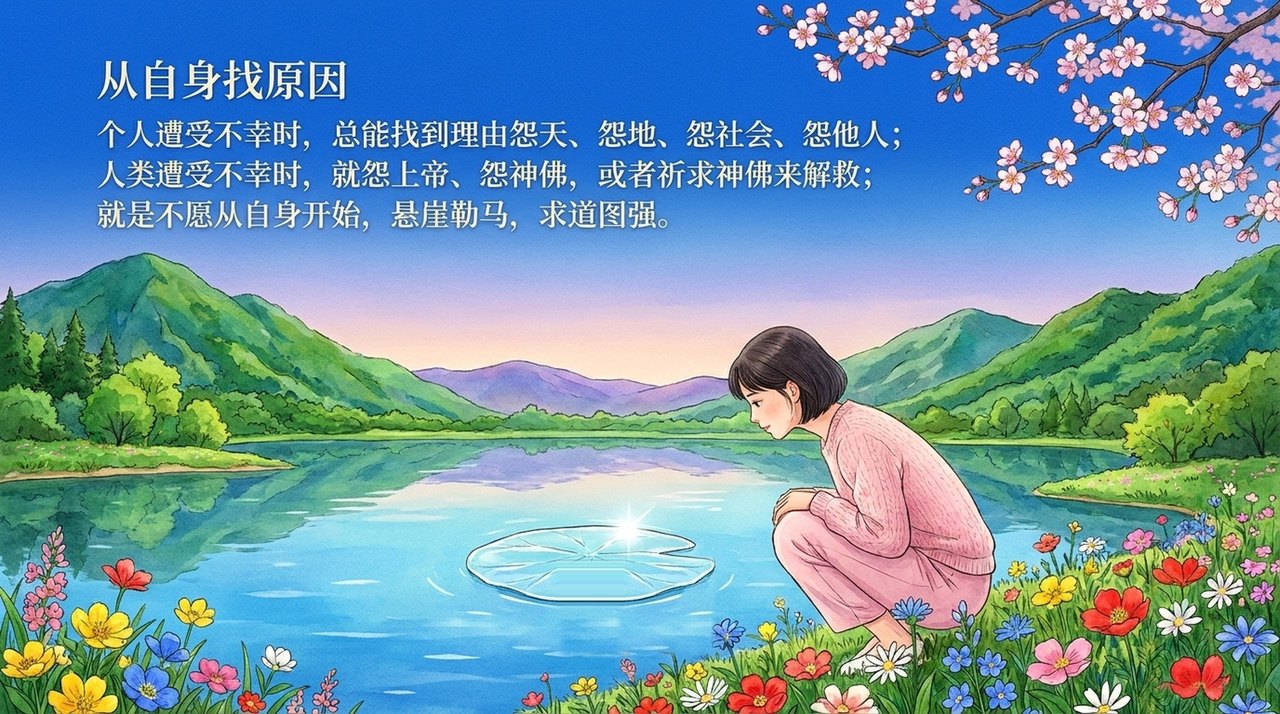 从自身找原因
个人遭受不幸时，总能找到理由怨天、怨地、怨社会、怨他人；
人类遭受不幸时，就怨上帝、怨神佛，或者祈求神佛来解救；
就是不愿从自身开始，悬崖勒马，求道图强。